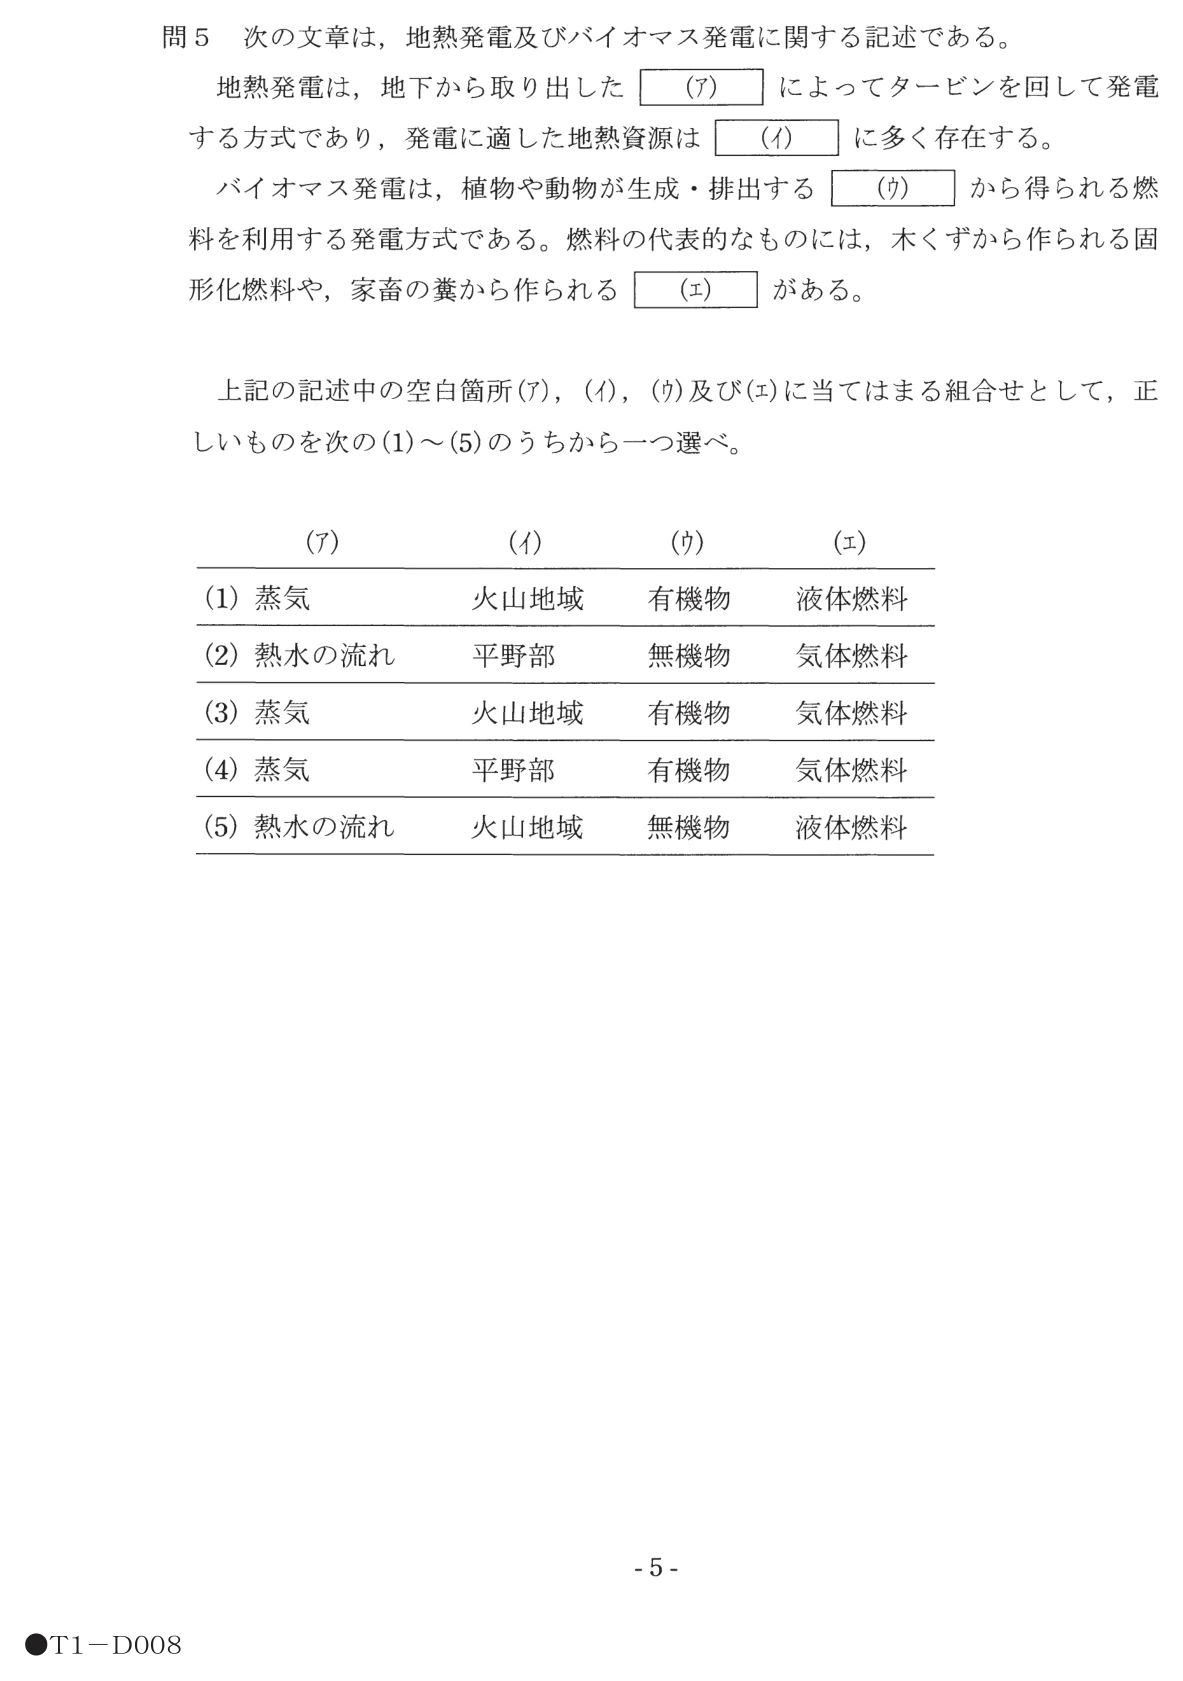 問５　次の文章は，地熱発電及びバイオマス発電に関する記述である。
地熱発電は，地下から取り出した (ア) によってタービンを回して発電
する方式であり，発電に適した地熱資源は (イ) に多く存在する。
バイオマス発電は，植物や動物が生成・排出する (ウ) から得られる燃
料を利用する発電方式である。燃料の代表的なものには，木くずから作られる固
形化燃料や，家畜の糞から作られる (エ) がある。
上記の記述中の空白箇所(ア)，(イ)，(ウ)及び(エ)に当てはまる組合せとして，正
しいものを次の(1)～(5)のうちから一つ選べ。
(ア) (イ) (ウ) (エ)
(1) 蒸気 火山地域 有機物 液体燃料
(2) 熱水の流れ 平野部 無機物 気体燃料
(3) 蒸気 火山地域 有機物 気体燃料
(4) 蒸気 平野部 有機物 気体燃料
(5) 熱水の流れ 火山地域 無機物 液体燃料
- 5 -
●T1－D008